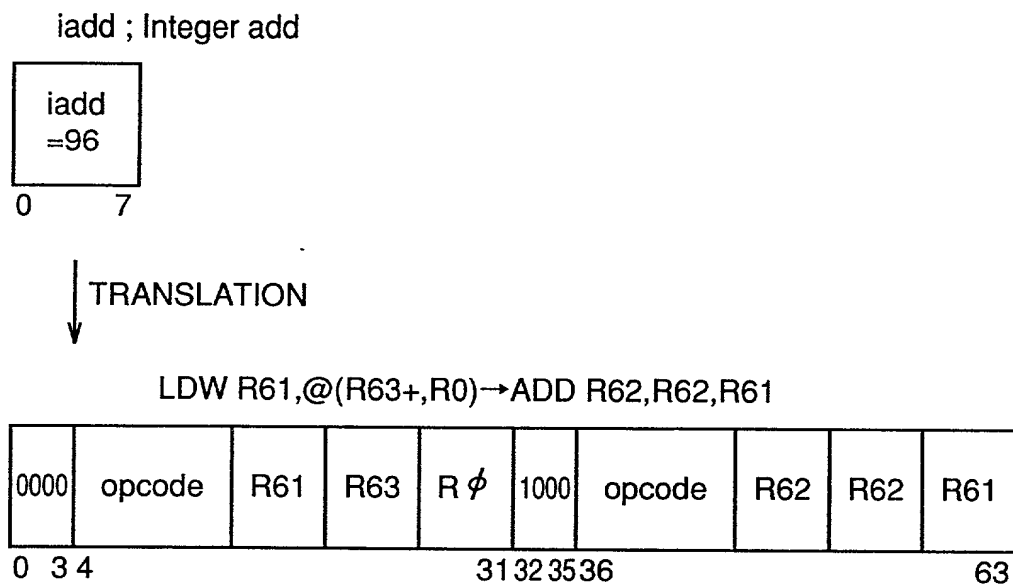 iadd ; Integer add
iadd
=96
0 7
TRANSLATION
LDW R61,@(R63+,R0)→ADD R62,R62,R61
0000 opcode R61 R63 Rϕ 1000 opcode R62 R62 R61
0 3 4 31 32 35 36 63